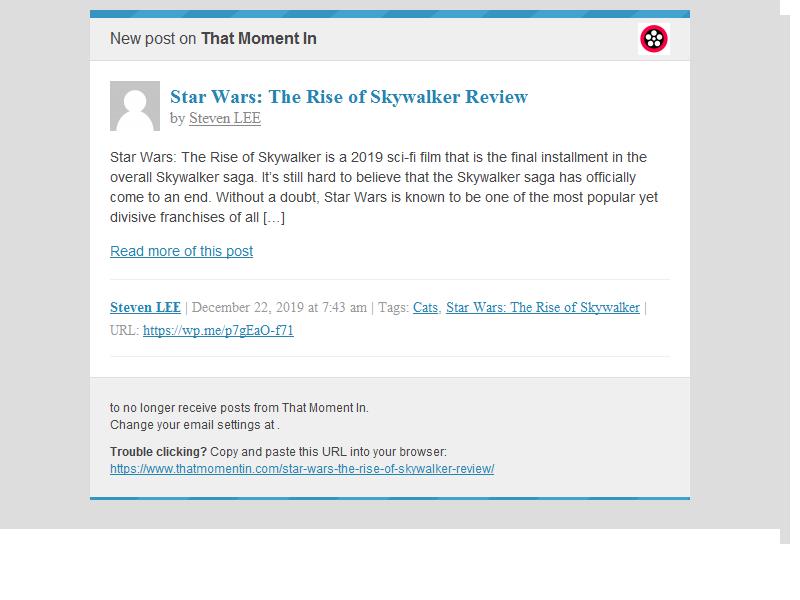 New post on That Moment In
Star Wars: The Rise of Skywalker Review
by Steven LEE
Star Wars: The Rise of Skywalker is a 2019 sci-fi film that is the final installment in the
overall Skywalker saga. It’s still hard to believe that the Skywalker saga has officially
come to an end. Without a doubt, Star Wars is known to be one of the most popular yet
divisive franchises of all […]
Read more of this post
Steven LEE | December 22, 2019 at 7:43 am | Tags: Cats, Star Wars: The Rise of Skywalker |
URL: https://wp.me/p7gEaO-f71
to no longer receive posts from That Moment In.
Change your email settings at .
Trouble clicking? Copy and paste this URL into your browser:
https://www.thatmomentin.com/star-wars-the-rise-of-skywalker-review/